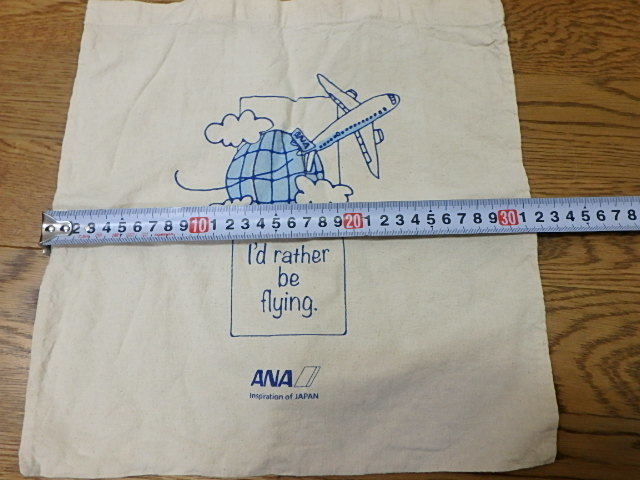 ANA
2 3 4 5 6 7 8 9 10 1 2 3 4 5 6 7 8 9 20 1 2 3 4 5 6 7 8 9 30 1 2 3 4 5 6 7 8
I'd rather
be
flying.
ANA
Inspiration of JAPAN